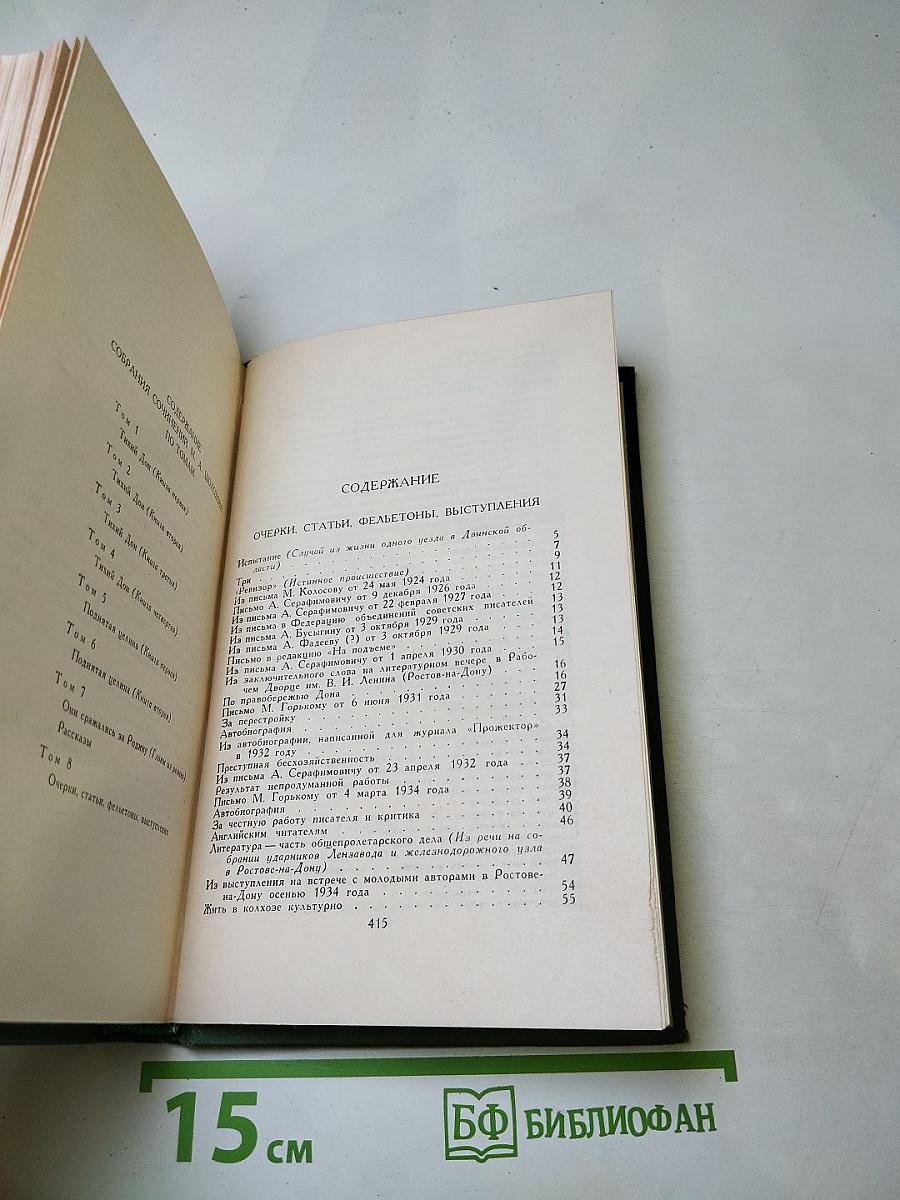 СОДЕРЖАНИЕ
СОБРАНИЯ СОЧИНЕНИЙ М. А. ШОЛОХОВА
ПО ТОМАМ
Том 1
Тихий Дон (Книга первая)
Том 2
Тихий Дон (Книга вторая)
Том 3
Тихий Дон (Книга третья)
Том 4
Тихий Дон (Книга четвертая)
Том 5
Поднятая целина (Книга первая)
Том 6
Поднятая целина (Книга вторая)
Том 7
Они сражались за Родину (Главы из романа)
Рассказы
Том 8
Очерки, статьи, фельетоны, выступления
СОДЕРЖАНИЕ
ОЧЕРКИ, СТАТЬИ, ФЕЛЬЕТОНЫ, ВЫСТУПЛЕНИЯ
Испытание (Случай из жизни одного уезда в Двинской об-
ласти) 5
Три 7
«Ревизор» (Истинное происшествие) 9
Из письма М. Колосову от 24 мая 1924 года 11
Письмо А. Серафимовичу от 9 декабря 1926 года 12
Из письма А. Серафимовичу от 22 февраля 1927 года 12
Из письма в Федерацию объединений советских писателей 13
Из письма А. Бусыгину от 3 октября 1929 года 13
Из письма А. Фадееву (?) от 3 октября 1929 года 13
Письмо в редакцию «На подъеме» 14
Из письма А. Серафимовичу от 1 апреля 1930 года 15
Из заключительного слова на литературном вечере в Рабо-
чем Дворце им. В. И. Ленина (Ростов-на-Дону) 16
По правобережью Дона 16
Письмо М. Горькому от 6 июня 1931 года 27
За перестройку 31
Автобиография 33
Из автобиографии, написанной для журнала «Прожектор»
в 1932 году 34
Преступная бесхозяйственность 34
Из письма А. Серафимовичу от 23 апреля 1932 года 37
Результат непродуманной работы 37
Письмо М. Горькому от 4 марта 1934 года 38
Автобиография 39
За честную работу писателя и критика 40
Английским читателям 46
Литература — часть общепролетарского дела (Из речи на со-
брании ударников Лензавода и железнодорожного узла
в Ростове-на-Дону) 47
Из выступления на встрече с молодыми авторами в Ростове-
на-Дону осенью 1934 года 54
Жить в колхозе культурно 55
415
15 см
БФ БИБЛИОФАН